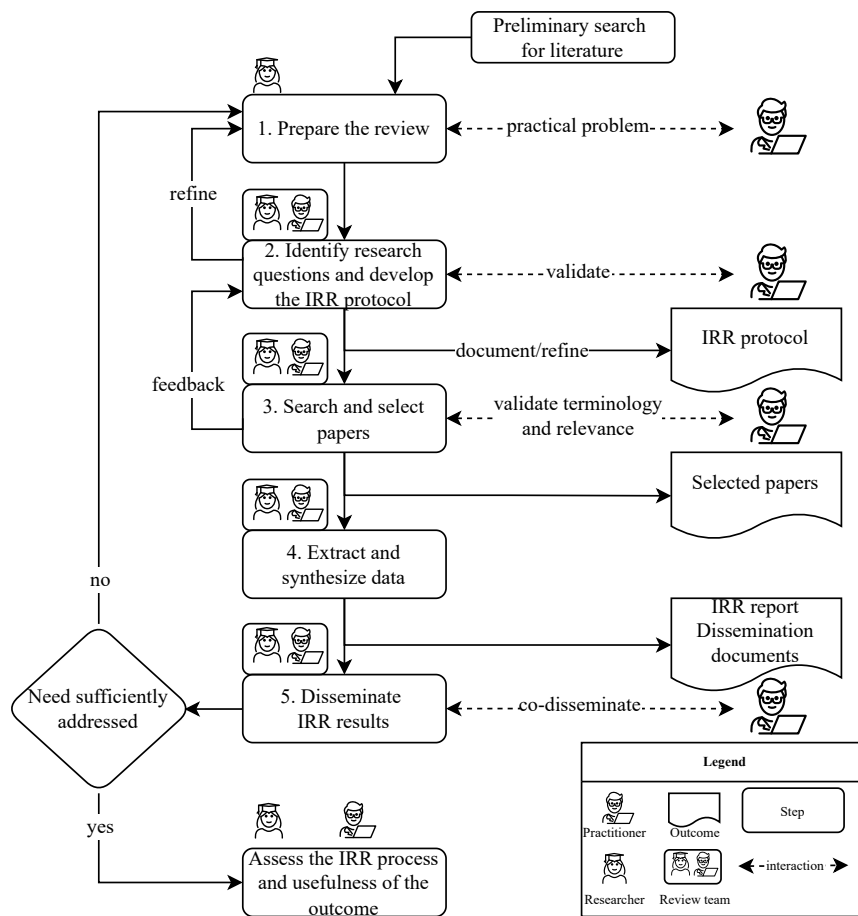 Preliminary search
for literature
1. Prepare the review
practical problem
refine
2. Identify research
questions and develop
the IRR protocol
validate
document/refine
IRR protocol
feedback
3. Search and select
papers
validate terminology
and relevance
Selected papers
4. Extract and
synthesize data
no
IRR report
Dissemination
documents
Need sufficiently
addressed
5. Disseminate
IRR results
co-disseminate
yes
Assess the IRR process
and usefulness of the
outcome
Legend
Practitioner
Outcome
Step
Researcher
Review team
interaction